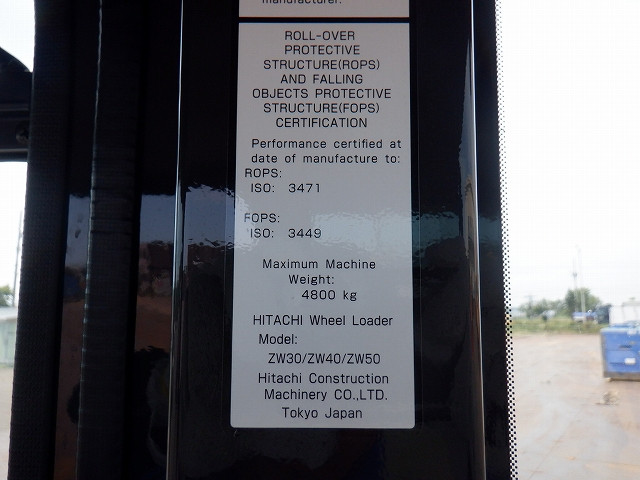 manufacturer.
ROLL-OVER
PROTECTIVE
STRUCTURE(ROPS)
AND FALLING
OBJECTS PROTECTIVE
STRUCTURE(FOPS)
CERTIFICATION
Performance certified at
date of manufacture to:
ROPS:
ISO: 3471
FOPS:
ISO: 3449
Maximum Machine
Weight:
4800 kg
HITACHI Wheel Loader
Model:
ZW30/ZW40/ZW50
Hitachi Construction
Machinery CO.,LTD.
Tokyo Japan